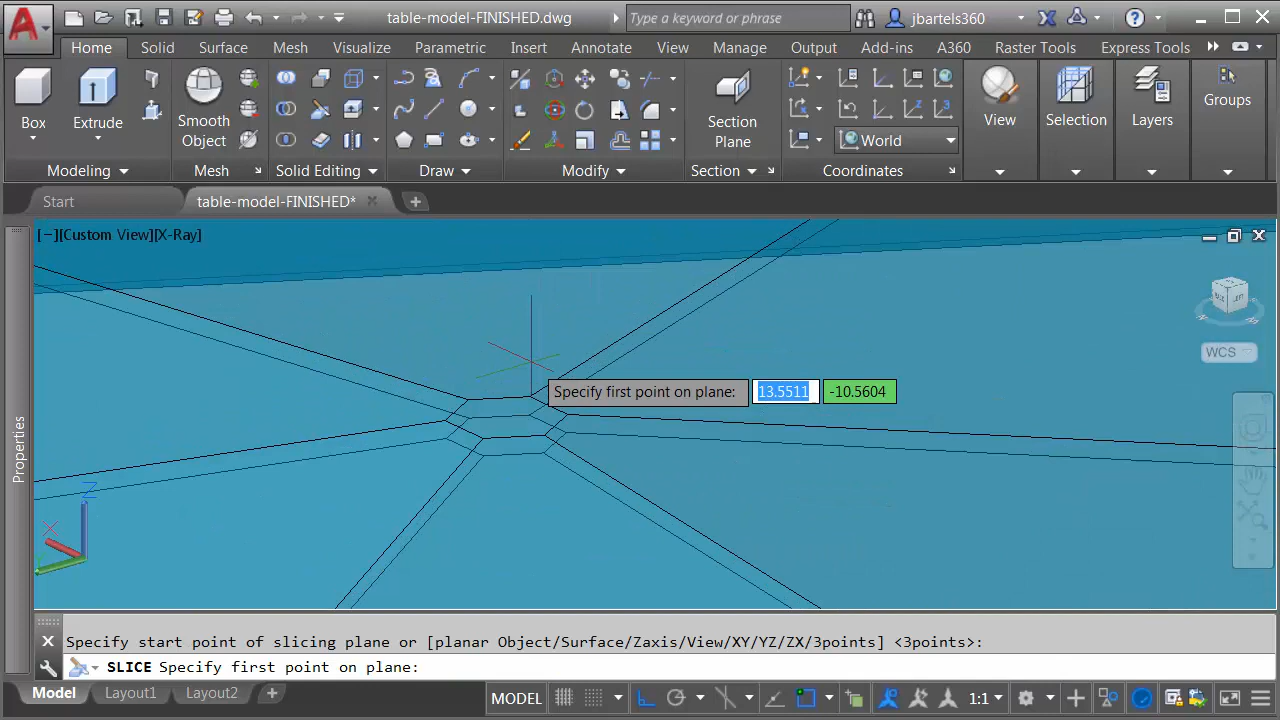 table-model-FINISHED.dwg
Type a keyword or phrase
jbartels360
Home
Solid
Surface
Mesh
Visualize
Parametric
Insert
Annotate
View
Manage
Output
Add-ins
A360
Raster Tools
Express Tools
Box
Extrude
Smooth
Object
Section
Plane
World
View
Selection
Layers
Groups
Modeling
Mesh
Solid Editing
Draw
Modify
Section
Coordinates
Start
table-model-FINISHED*
[−][Custom View][X-Ray]
WCS
Specify first point on plane: 13.5511 -10.5604
Properties
X
Z
Specify start point of slicing plane or [planar Object/Surface/Zaxis/View/XY/YZ/ZX/3points] <3points>:
SLICE Specify first point on plane:
Model
Layout1
Layout2
MODEL
1:1